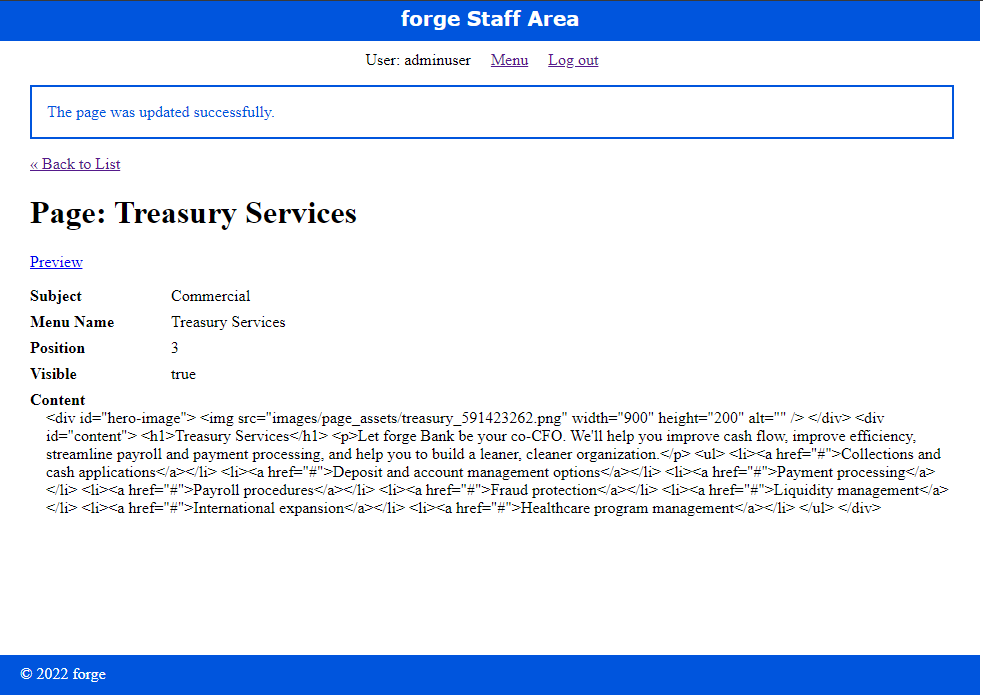 forge Staff Area
User: adminuser Menu Log out
The page was updated successfully.
« Back to List
Page: Treasury Services
Preview
Subject Commercial
Menu Name Treasury Services
Position 3
Visible true
Content
<div id="hero-image"> <img src="images/page_assets/treasury_591423262.png" width="900" height="200" alt="" /> </div> <div
id="content"> <h1>Treasury Services</h1> <p>Let forge Bank be your co-CFO. We'll help you improve cash flow, improve efficiency,
streamline payroll and payment processing, and help you to build a leaner, cleaner organization.</p> <ul> <li><a href="#">Collections and
cash applications</a></li> <li><a href="#">Deposit and account management options</a></li> <li><a href="#">Payment processing</a>
</li> <li><a href="#">Payroll procedures</a></li> <li><a href="#">Fraud protection</a></li> <li><a href="#">Liquidity management</a>
</li> <li><a href="#">International expansion</a></li> <li><a href="#">Healthcare program management</a></li> </ul> </div>
© 2022 forge